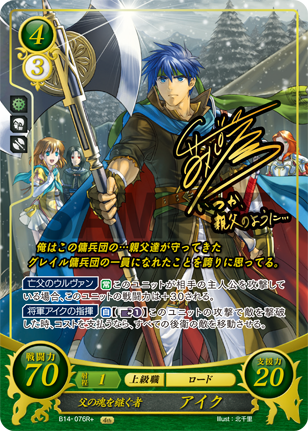 4
3
いつか!
親父のように…
俺はこの傭兵団の…親父達が守ってきた
グレイル傭兵団の一員になれたことを誇りに思ってる。
亡父のウルヴァン 常 このユニットが相手の主人公を攻撃して
いる場合、このユニットの戦闘力は+30される。
将軍アイクの指揮 常 このユニットの攻撃で敵を撃破
した時、コストを支払うなら、すべての後衛の敵を移動させる。
戦闘力
70
射程 1 上級職 ロード
支援力
20
父の魂を継ぐ者 アイク
B14-076R+ Illust:北千里